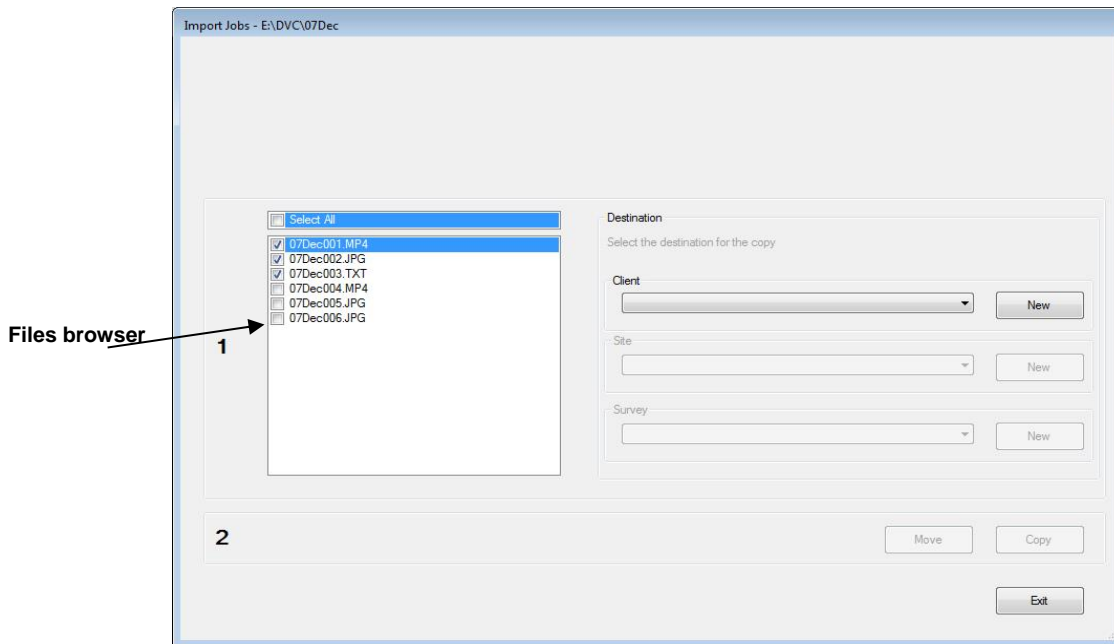 Import Jobs - E:\DVC\07Dec
Select All
07Dec001.MP4
07Dec002.JPG
07Dec003.TXT
07Dec004.MP4
07Dec005.JPG
07Dec006.JPG
Files browser
1
Destination
Select the destination for the copy
Client
New
Site
New
Survey
New
2
Move
Copy
Exit